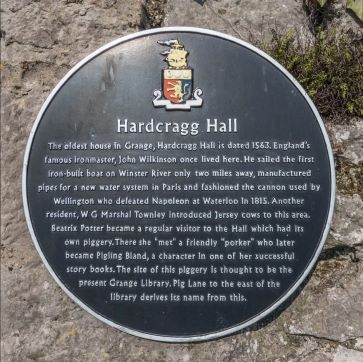 Hardcragg Hall
The oldest house in Grange, Hardcragg Hall is dated 1563. England's
famous ironmaster, John Wilkinson once lived here. He sailed the first
iron-built boat on Winster River only two miles away, manufactured
pipes for a new water system in Paris and fashioned the cannon used by
Wellington who defeated Napoleon at Waterloo in 1815. Another
resident, W G Marshal Townley introduced Jersey cows to this area.
Beatrix Potter became a regular visitor to the Hall which had its
own piggery. There she "met" a friendly "porker" who later
became Pigling Bland, a character in one of her successful
story books. The site of this piggery is thought to be the
present Grange Library. Pig Lane to the east of the
library derives its name from this.